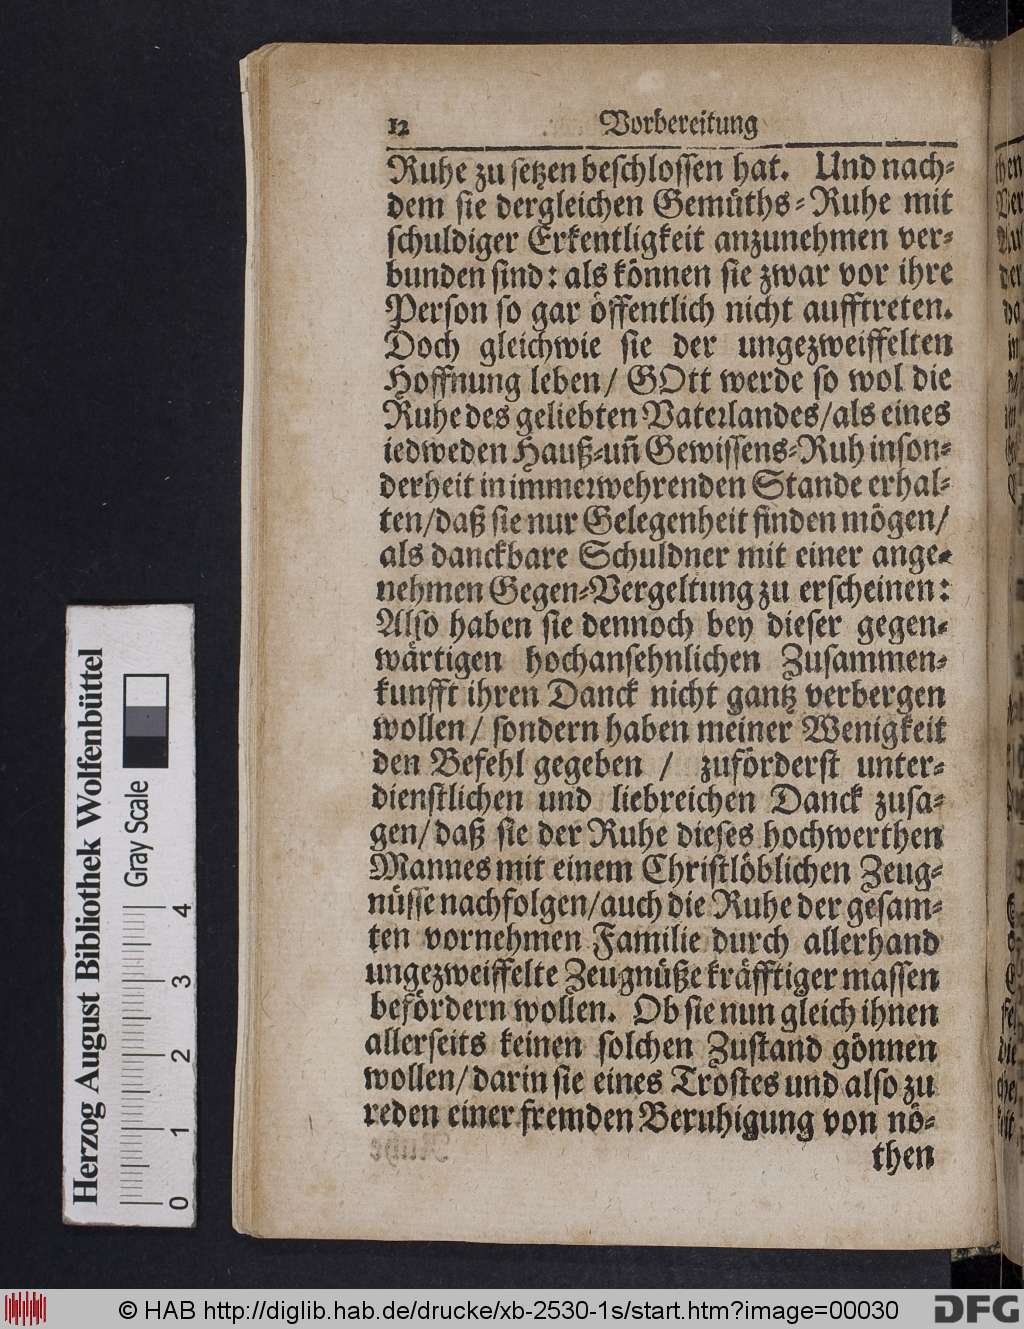 12 Vorbereitung
Ruhe zu setzen beschlossen hat. Und nach-
dem sie dergleichen Gemüths-Ruhe mit
schuldiger Erkentligkeit anzunehmen ver-
bunden sind: als können sie zwar vor ihre
Person so gar öffentlich nicht aufftreten.
Doch gleichwie sie der ungezweiffelten
Hoffnung leben/ GOtt werde so wol die
Ruhe des geliebten Vaterlandes/als eines
iedweden Hauß-uñ Gewissens-Ruh inson-
derheit in immerwehrenden Stande erhal-
ten/daß sie nur Gelegenheit finden mögen/
als danckbare Schuldner mit einer ange-
nehmen Gegen-Vergeltung zu erscheinen:
Also haben sie dennoch bey dieser gegen-
wärtigen hochansehnlichen Zusammen-
kunfft ihren Danck nicht gantz verbergen
wollen/ sondern haben meiner Wenigkeit
den Befehl gegeben / zuförderst unter-
dienstlichen und liebreichen Danck zusa-
gen/daß sie der Ruhe dieses hochwerthen
Mannes mit einem Christlöblichen Zeug-
nüsse nachfolgen/auch die Ruhe der gesam-
ten vornehmen Familie durch allerhand
ungezweiffelte Zeugnüße kräfftiger massen
befördern wollen. Ob sie nun gleich ihnen
allerseits keinen solchen Zustand gönnen
wollen/darin sie eines Trostes und also zu
reden einer fremden Beruhigung von nö-
then
Herzog August Bibliothek Wolfenbüttel
Gray Scale
0 1 2 3 4
© HAB http://diglib.hab.de/drucke/xb-2530-1s/start.htm?image=00030
DFG